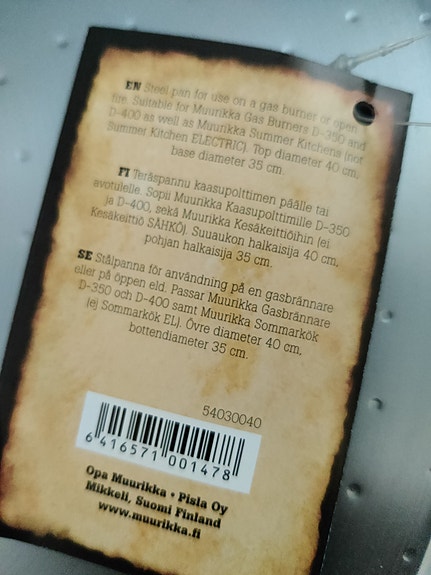 EN Steel pan for use on a gas burner or open
fire. Suitable for Muurikka Gas Burners D-350 and
D-400 as well as Muurikka Summer Kitchens (not
Summer Kitchen ELECTRIC). Top diameter 40 cm,
base diameter 35 cm.
FI Teräspannu kaasupolttimen päälle tai
avotulelle. Sopii Muurikka Kaasupolttimille D-350
ja D-400, sekä Muurikka Kesäkeittiöihin (ei
Kesäkeittiö SÄHKÖ). Suuaukon halkaisija 40 cm,
pohjan halkaisija 35 cm.
SE Stålpanna för användning på en gasbrännare
eller på öppen eld. Passar Muurikka Gasbrännare
D-350 och D-400 samt Muurikka Sommarkök
(ej Sommarkök EL). Övre diameter 40 cm,
bottendiameter 35 cm.
54030040
6 416571 001478
Opa Muurikka • Pisla Oy
Mikkeli, Suomi Finland
www.muurikka.fi